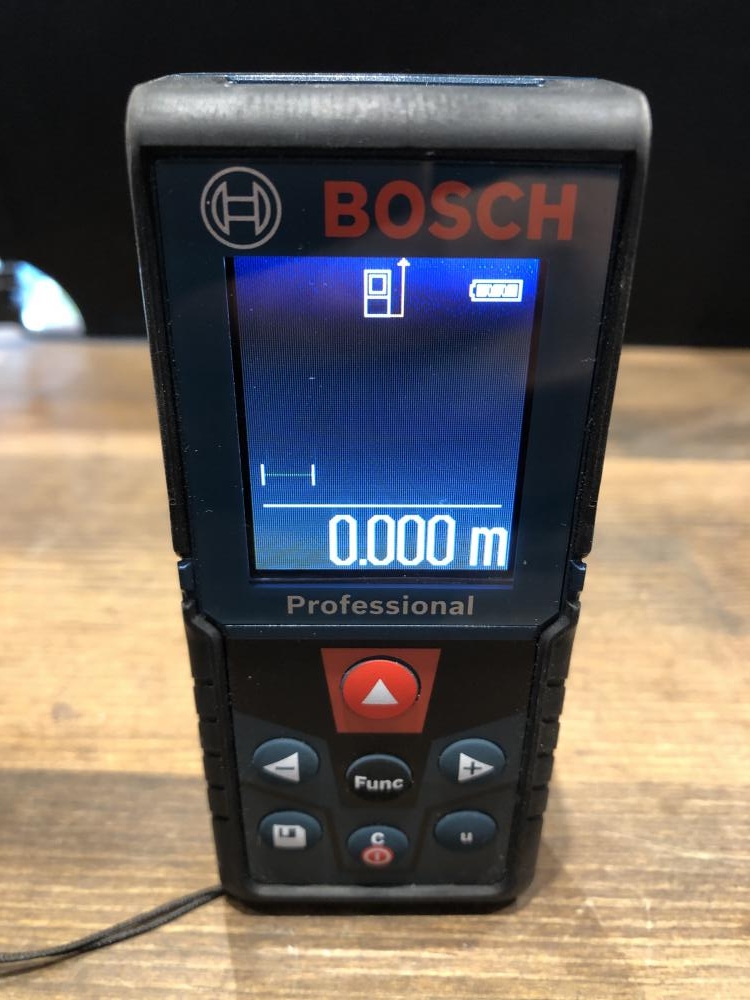 BOSCH
0.000 m
Professional
Func
C
u